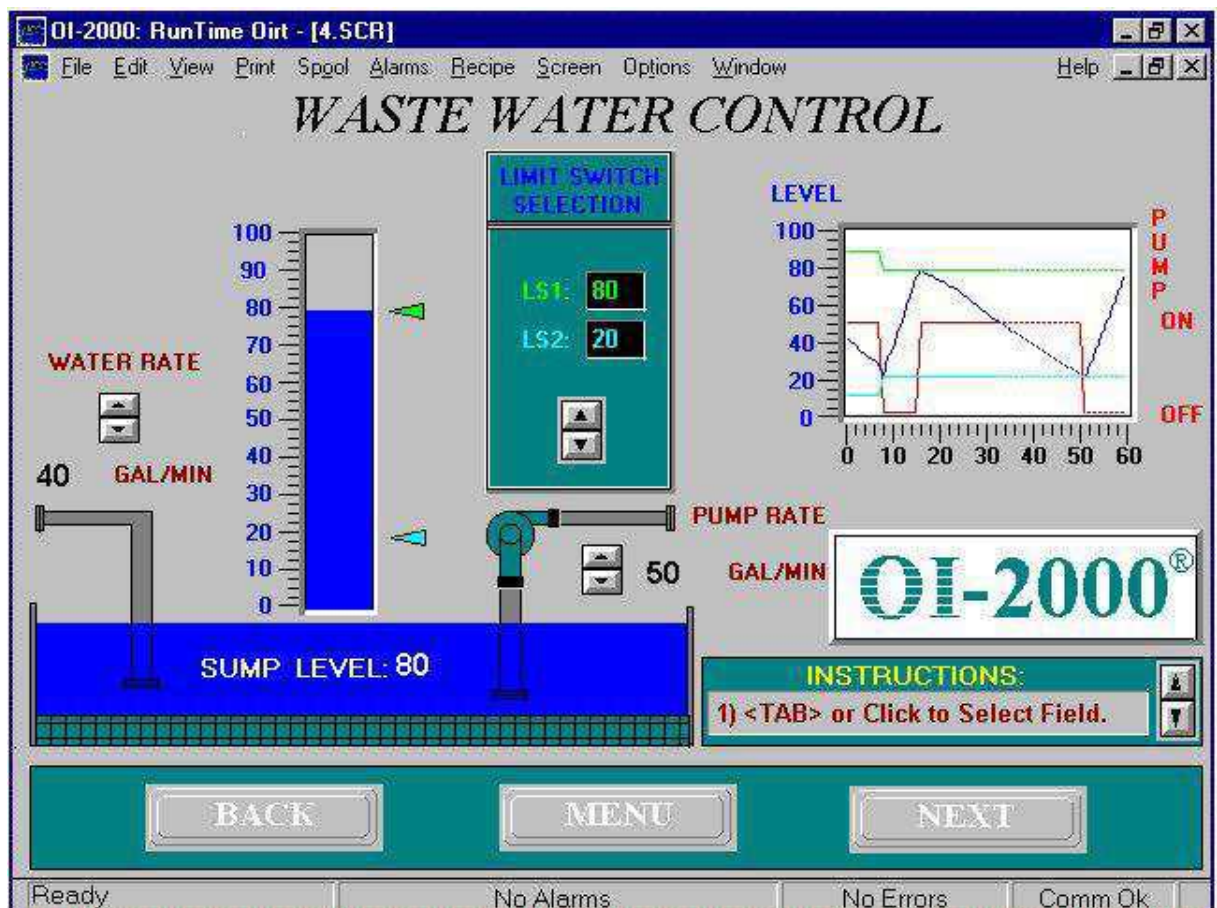 OI-2000: RunTime Oirt - [4.SCR]
File Edit View Print Spool Alarms Recipe Screen Options Window Help
WASTE WATER CONTROL
LIMIT SWITCH
SELECTION
LS1: 80
LS2: 20
100
90
80
70
60
50
40
30
20
10
0
WATER RATE
40 GAL/MIN
LEVEL
100
80
60
40
20
0
0 10 20 30 40 50 60
PUMP
ON
OFF
PUMP RATE
50 GAL/MIN
OI-2000®
SUMP LEVEL: 80
INSTRUCTIONS:
1) <TAB> or Click to Select Field.
BACK MENU NEXT
Ready No Alarms No Errors Comm Ok